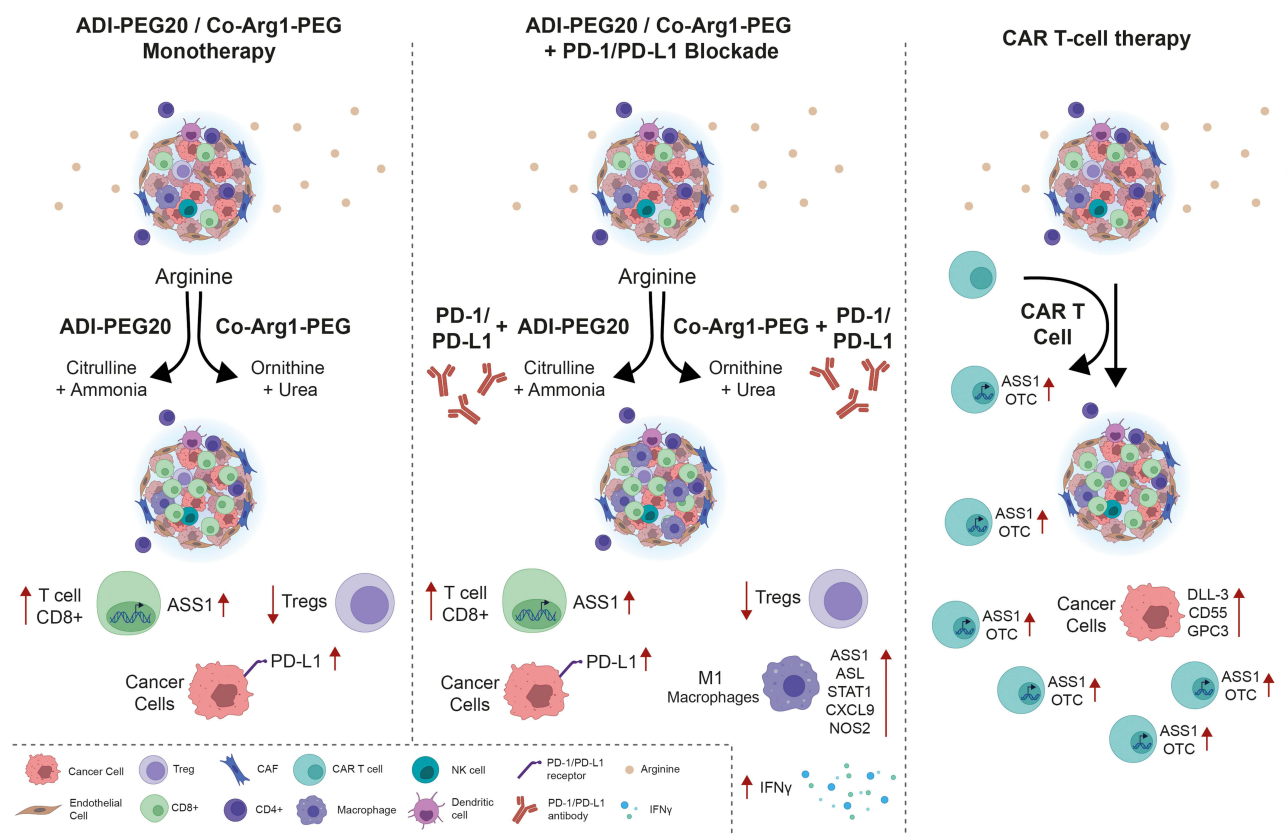 ADI-PEG20 / Co-Arg1-PEG
Monotherapy
Arginine
ADI-PEG20
Co-Arg1-PEG
Citrulline
+ Ammonia
Ornithine
+ Urea
T cell
CD8+
ASS1
Tregs
PD-L1
Cancer
Cells
ADI-PEG20 / Co-Arg1-PEG
+ PD-1/PD-L1 Blockade
Arginine
PD-1/
PD-L1
+ ADI-PEG20
Co-Arg1-PEG +
PD-1/
PD-L1
Citrulline
+ Ammonia
Ornithine
+ Urea
T cell
CD8+
ASS1
Tregs
PD-L1
Cancer
Cells
M1
Macrophages
ASS1
ASL
STAT1
CXCL9
NOS2
IFNγ
CAR T-cell therapy
CAR T
Cell
ASS1
OTC
ASS1
OTC
Cancer
Cells
DLL-3
CD55
GPC3
ASS1
OTC
ASS1
OTC
ASS1
OTC
ASS1
OTC
Cancer Cell
Treg
CAF
CAR T cell
NK cell
PD-1/PD-L1
receptor
Arginine
Endothelial
Cell
CD8+
CD4+
Macrophage
Dendritic
cell
PD-1/PD-L1
antibody
IFNγ